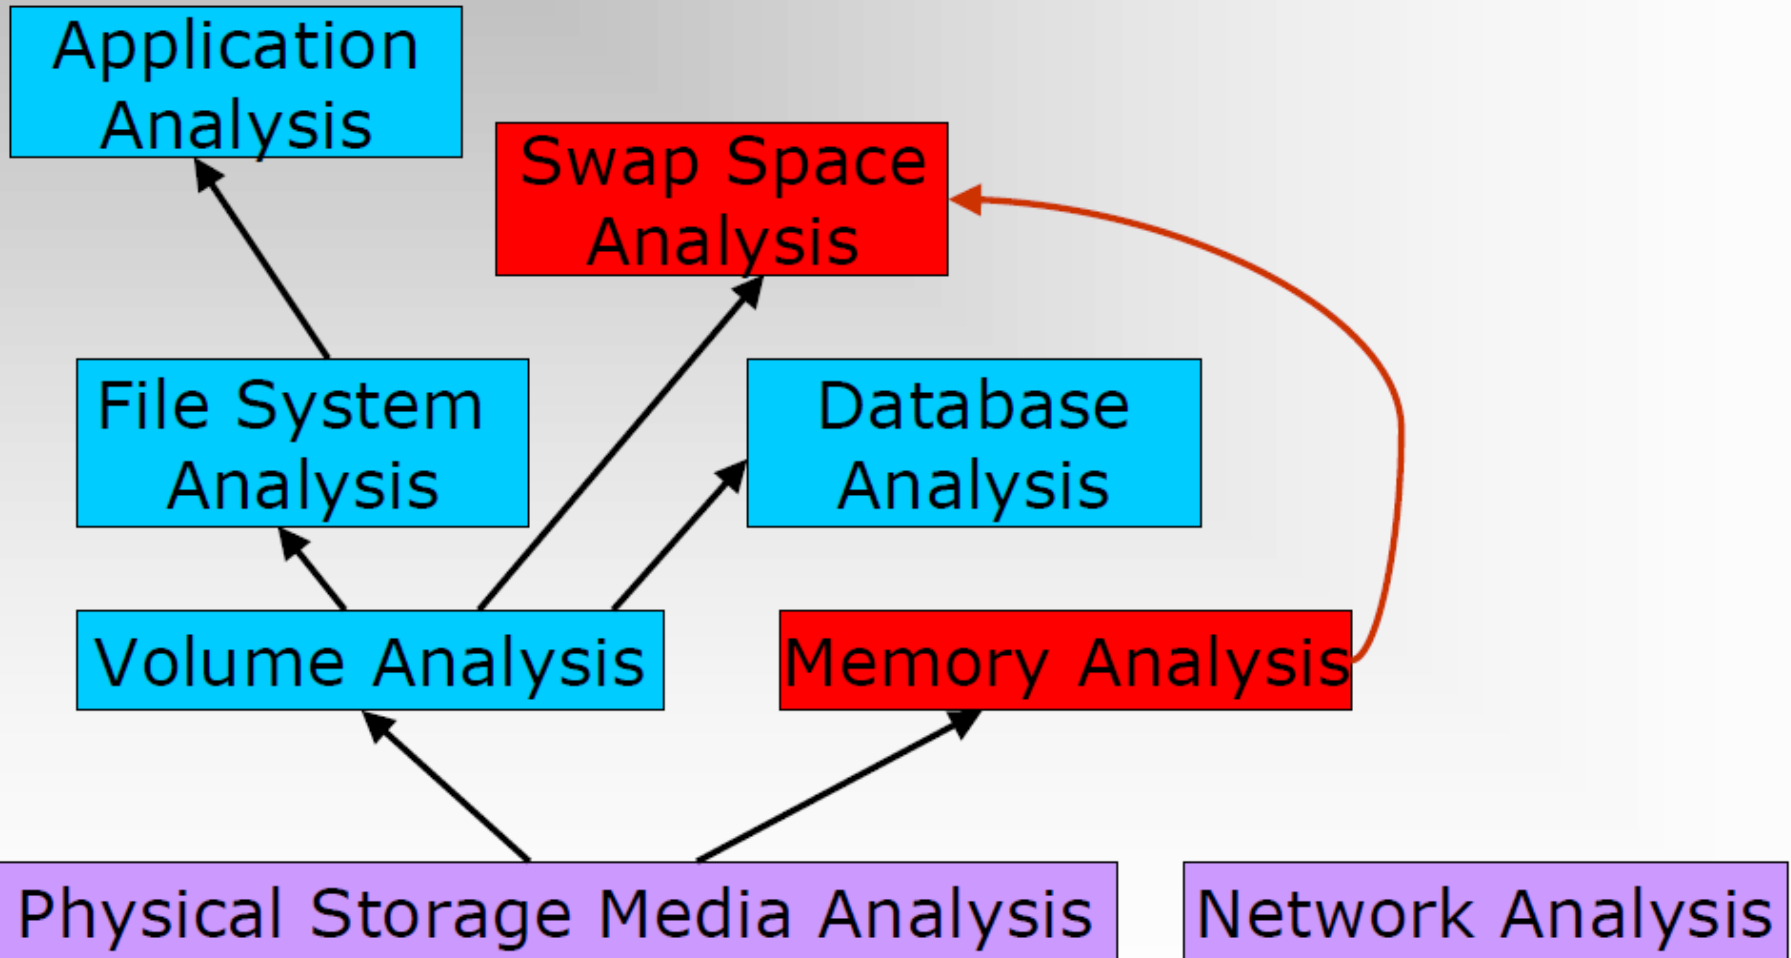 Application
Analysis
Swap Space
Analysis
File System
Analysis
Database
Analysis
Volume Analysis
Memory Analysis
Physical Storage Media Analysis
Network Analysis